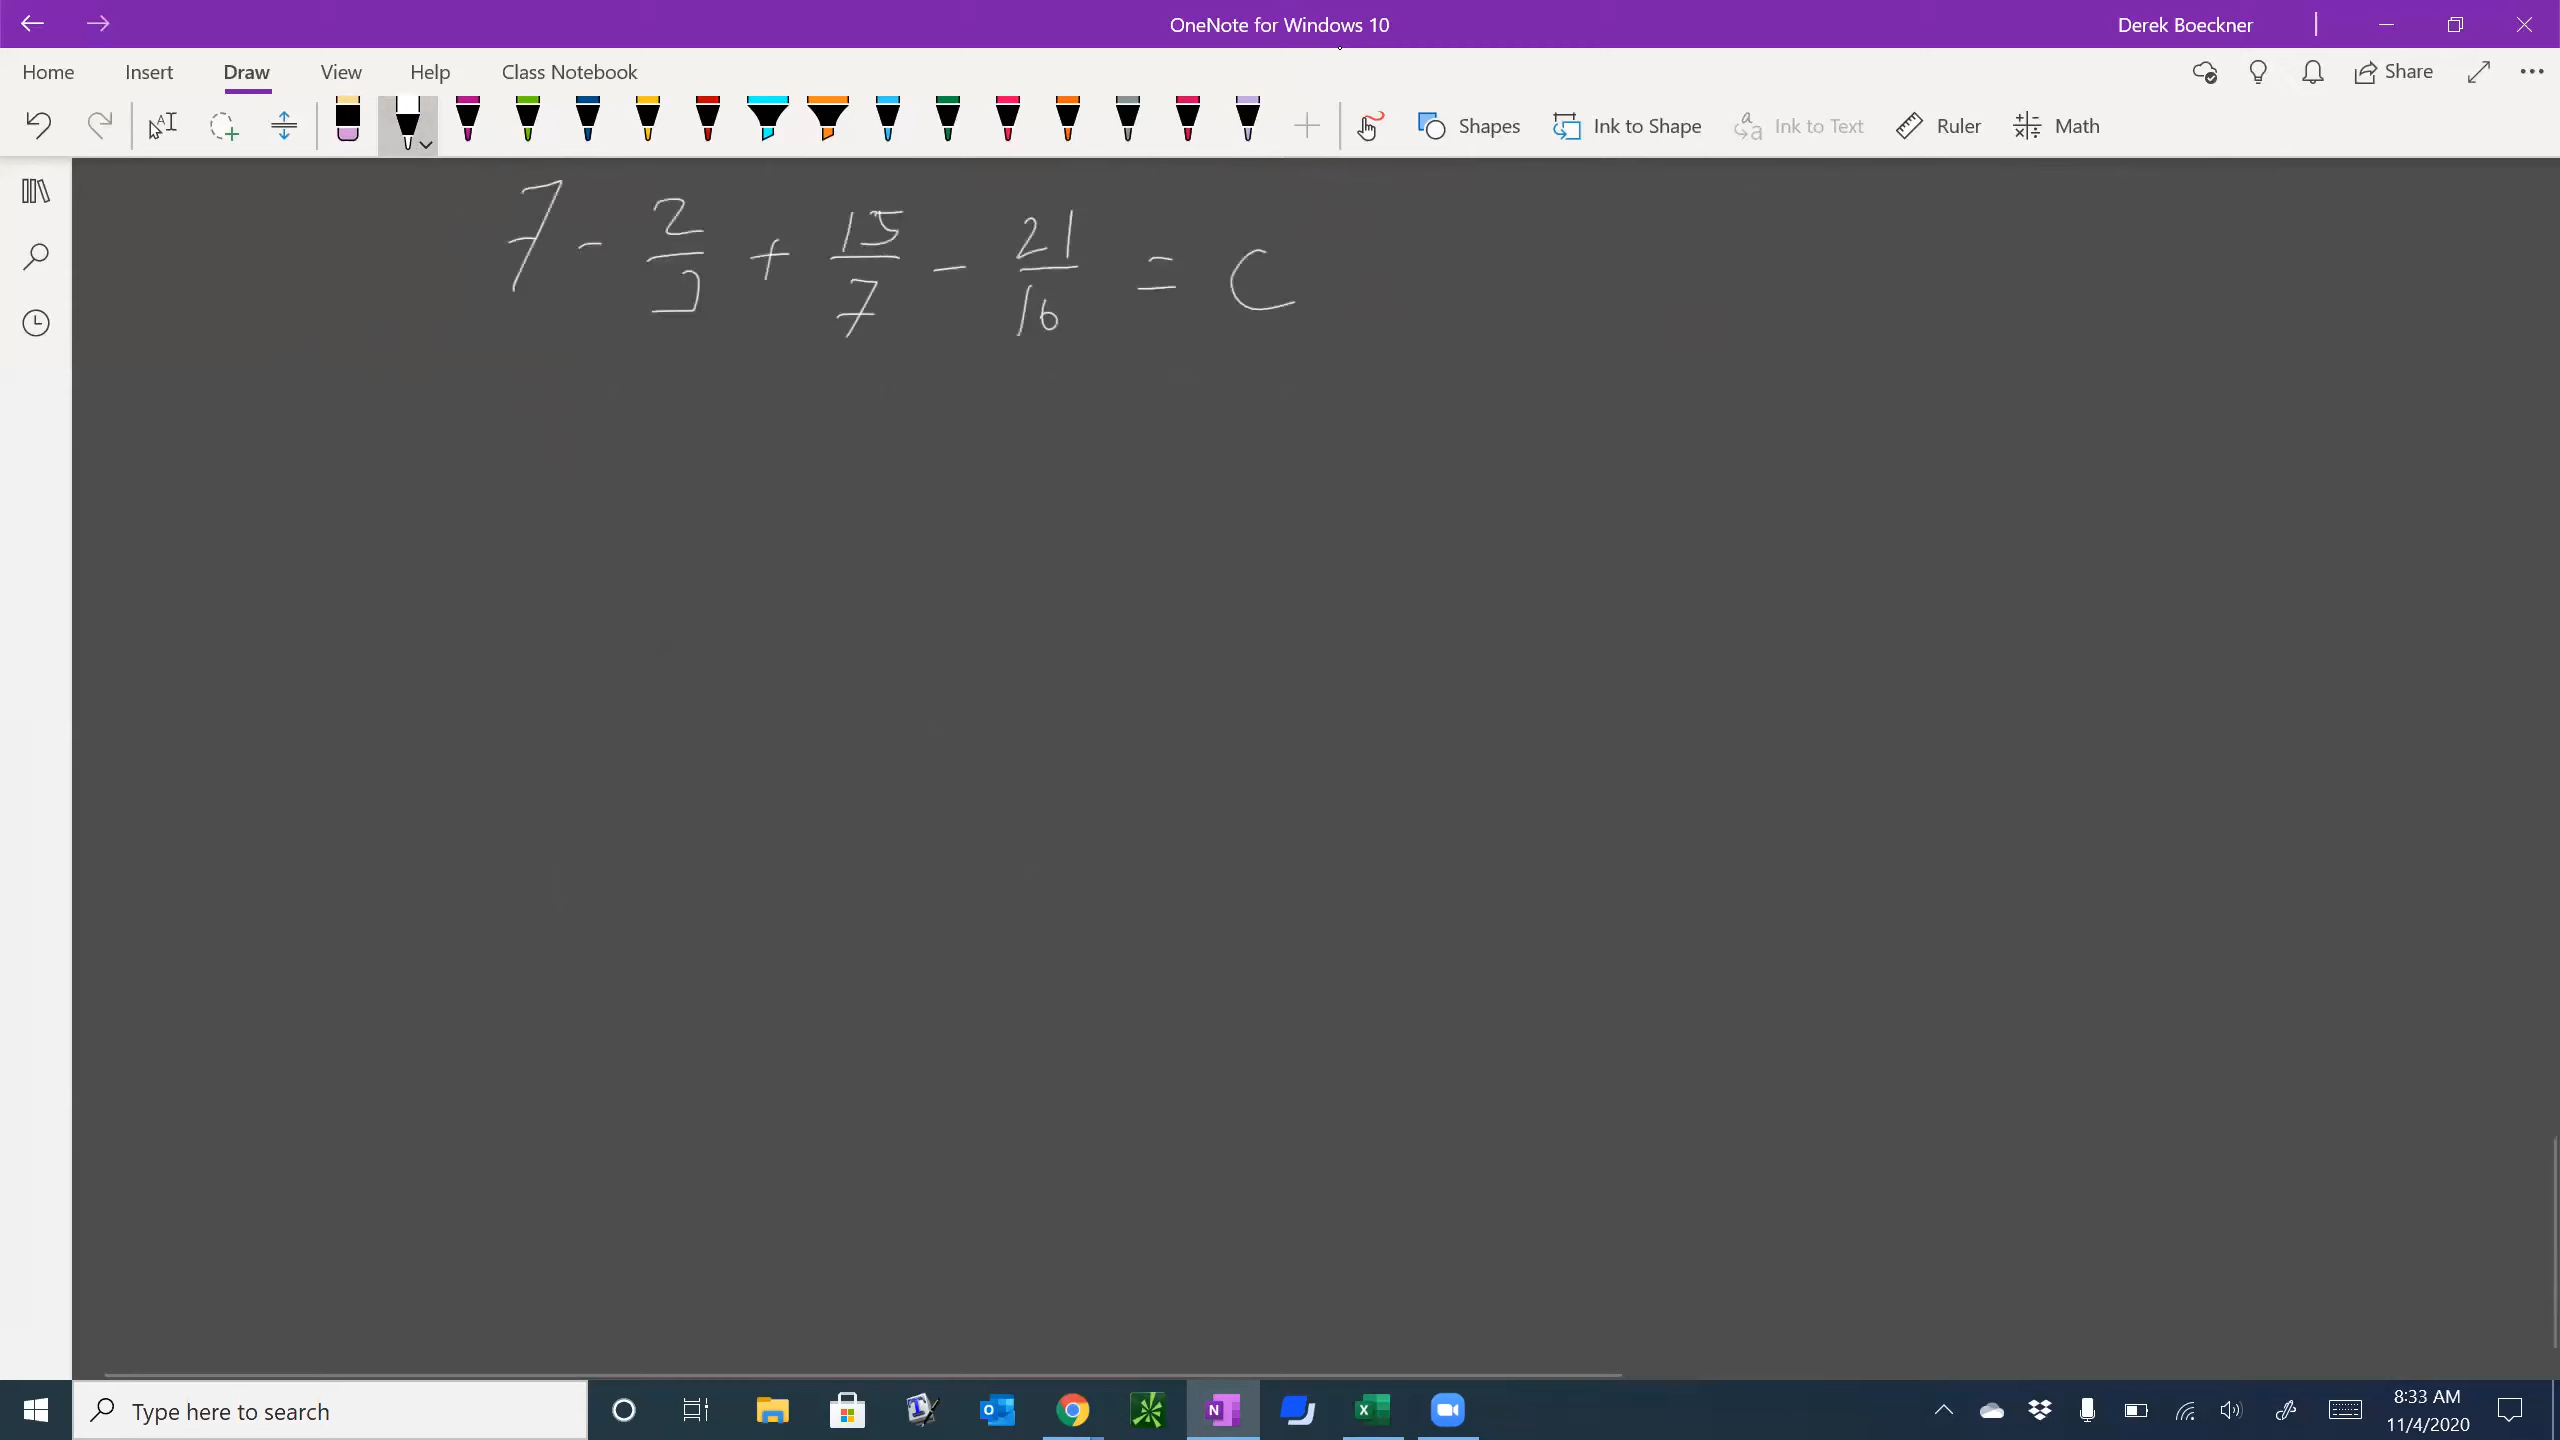 OneNote for Windows 10
Derek Boeckner
Home Insert Draw View Help Class Notebook
Share
Shapes Ink to Shape Ink to Text Ruler Math
7 - 2/3 + 15/7 - 21/16 = C
Type here to search
8:33 AM
11/4/2020